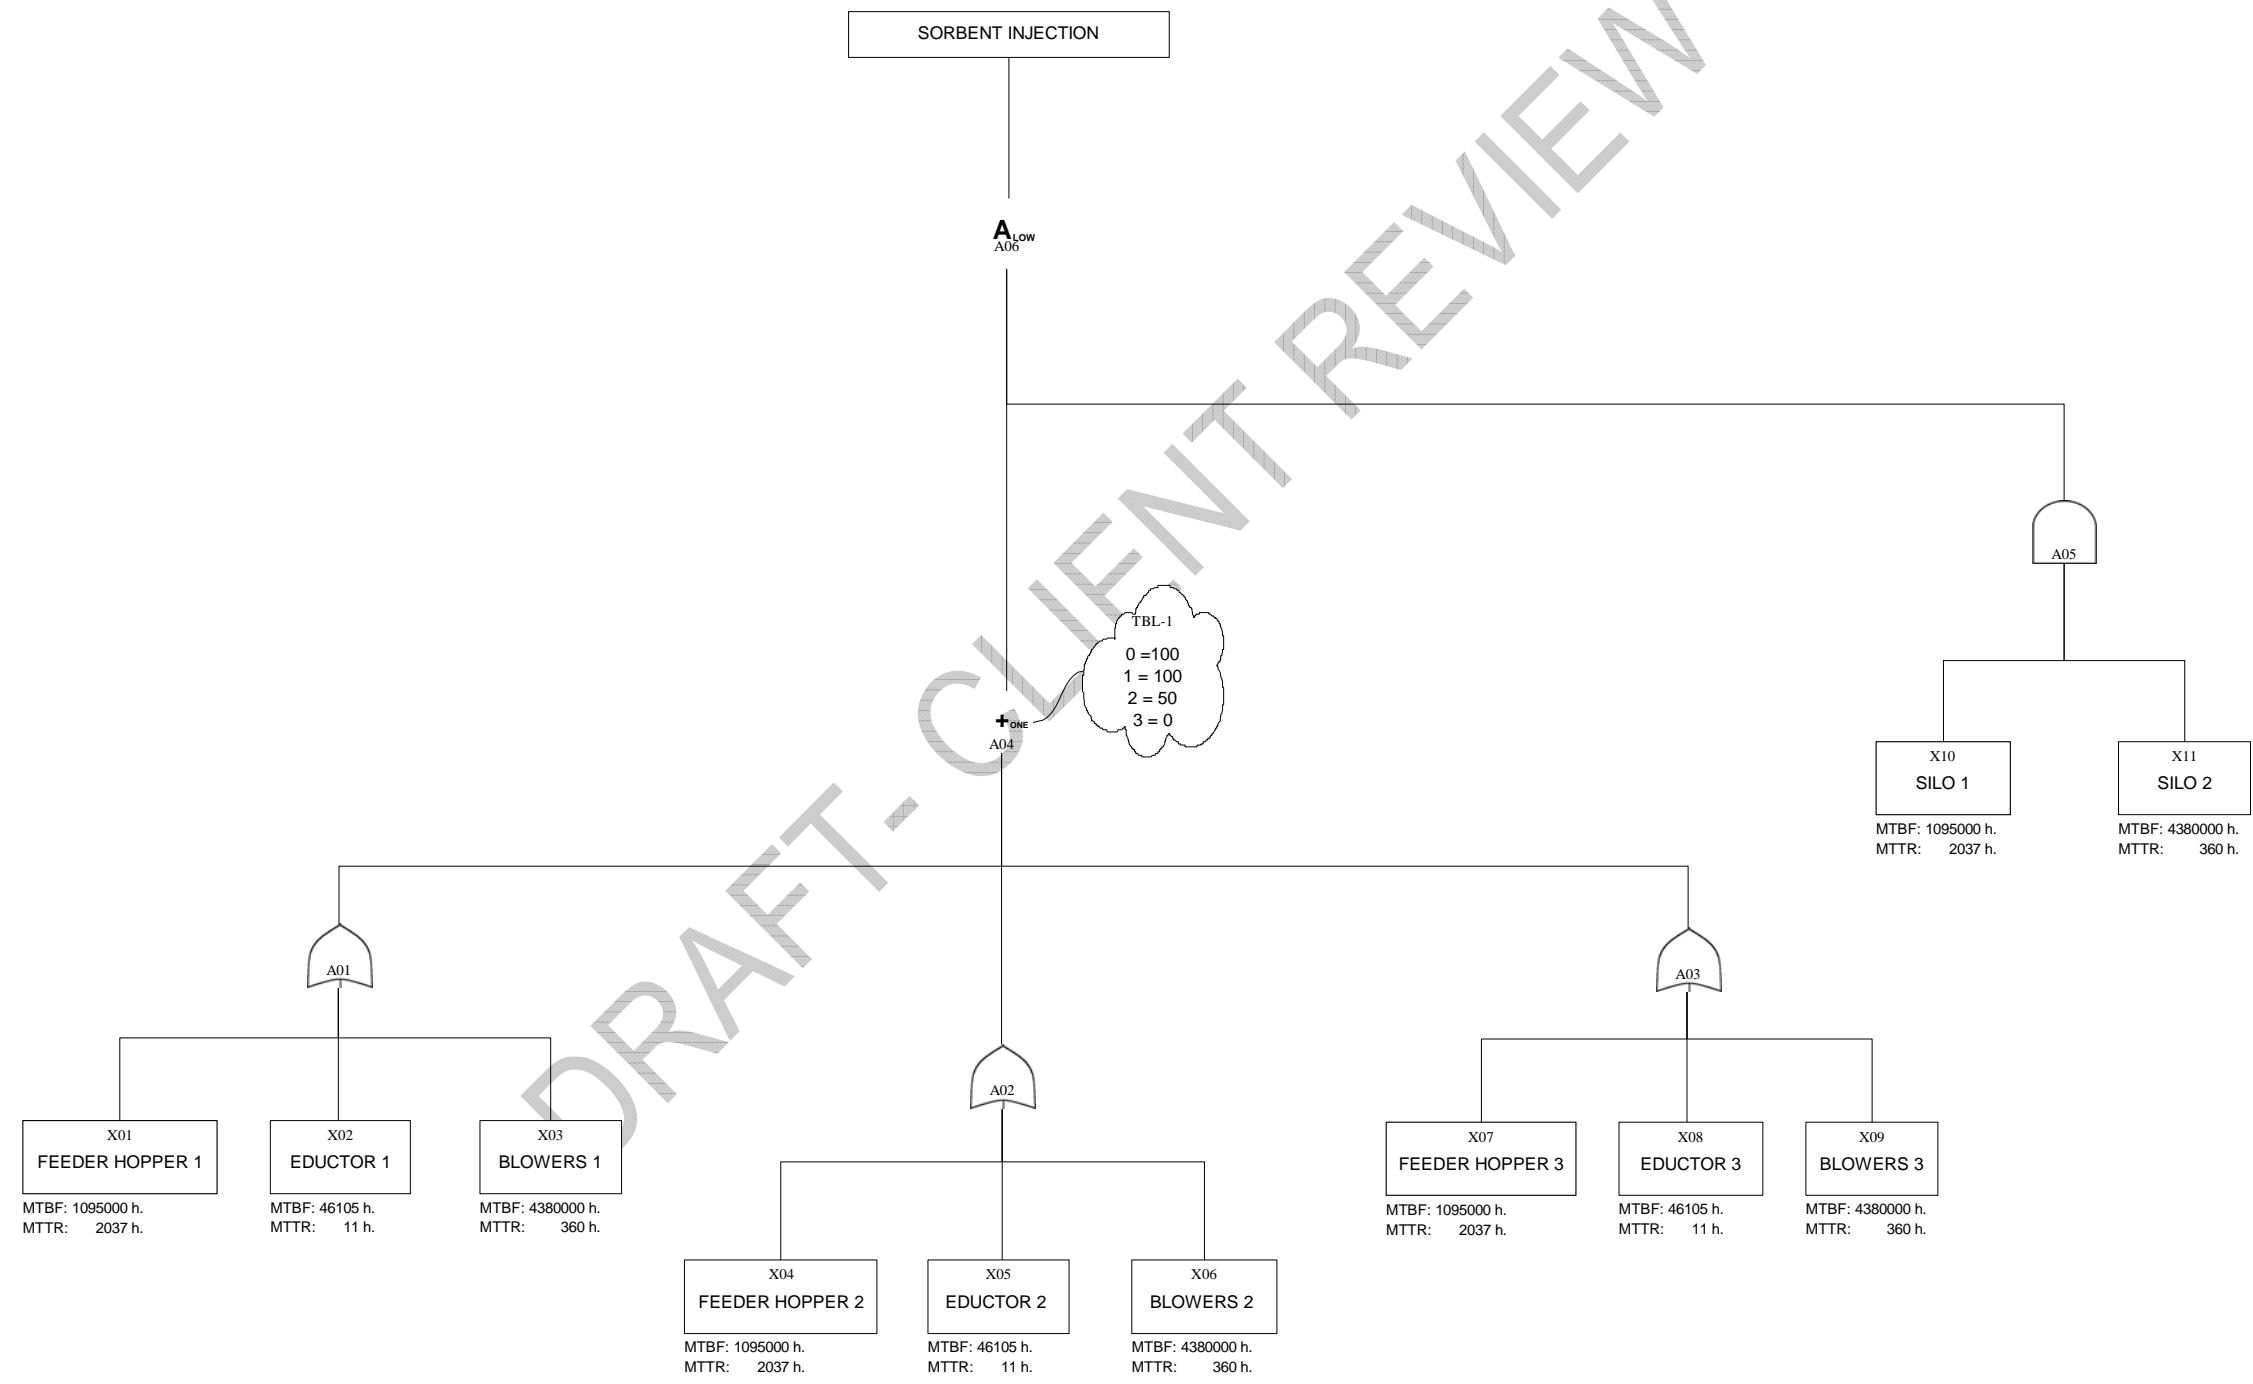 SORBENT INJECTION
A LOW
A06
A05
TBL-1
0 =100
1 = 100
2 = 50
3 = 0
+ ONE
A04
X10
SILO 1
MTBF: 1095000 h.
MTTR: 2037 h.
X11
SILO 2
MTBF: 4380000 h.
MTTR: 360 h.
A01
A03
A02
X01
FEEDER HOPPER 1
MTBF: 1095000 h.
MTTR: 2037 h.
X02
EDUCTOR 1
MTBF: 46105 h.
MTTR: 11 h.
X03
BLOWERS 1
MTBF: 4380000 h.
MTTR: 360 h.
X07
FEEDER HOPPER 3
MTBF: 1095000 h.
MTTR: 2037 h.
X08
EDUCTOR 3
MTBF: 46105 h.
MTTR: 11 h.
X09
BLOWERS 3
MTBF: 4380000 h.
MTTR: 360 h.
X04
FEEDER HOPPER 2
MTBF: 1095000 h.
MTTR: 2037 h.
X05
EDUCTOR 2
MTBF: 46105 h.
MTTR: 11 h.
X06
BLOWERS 2
MTBF: 4380000 h.
MTTR: 360 h.
DRAFT - CLIENT REVIEW